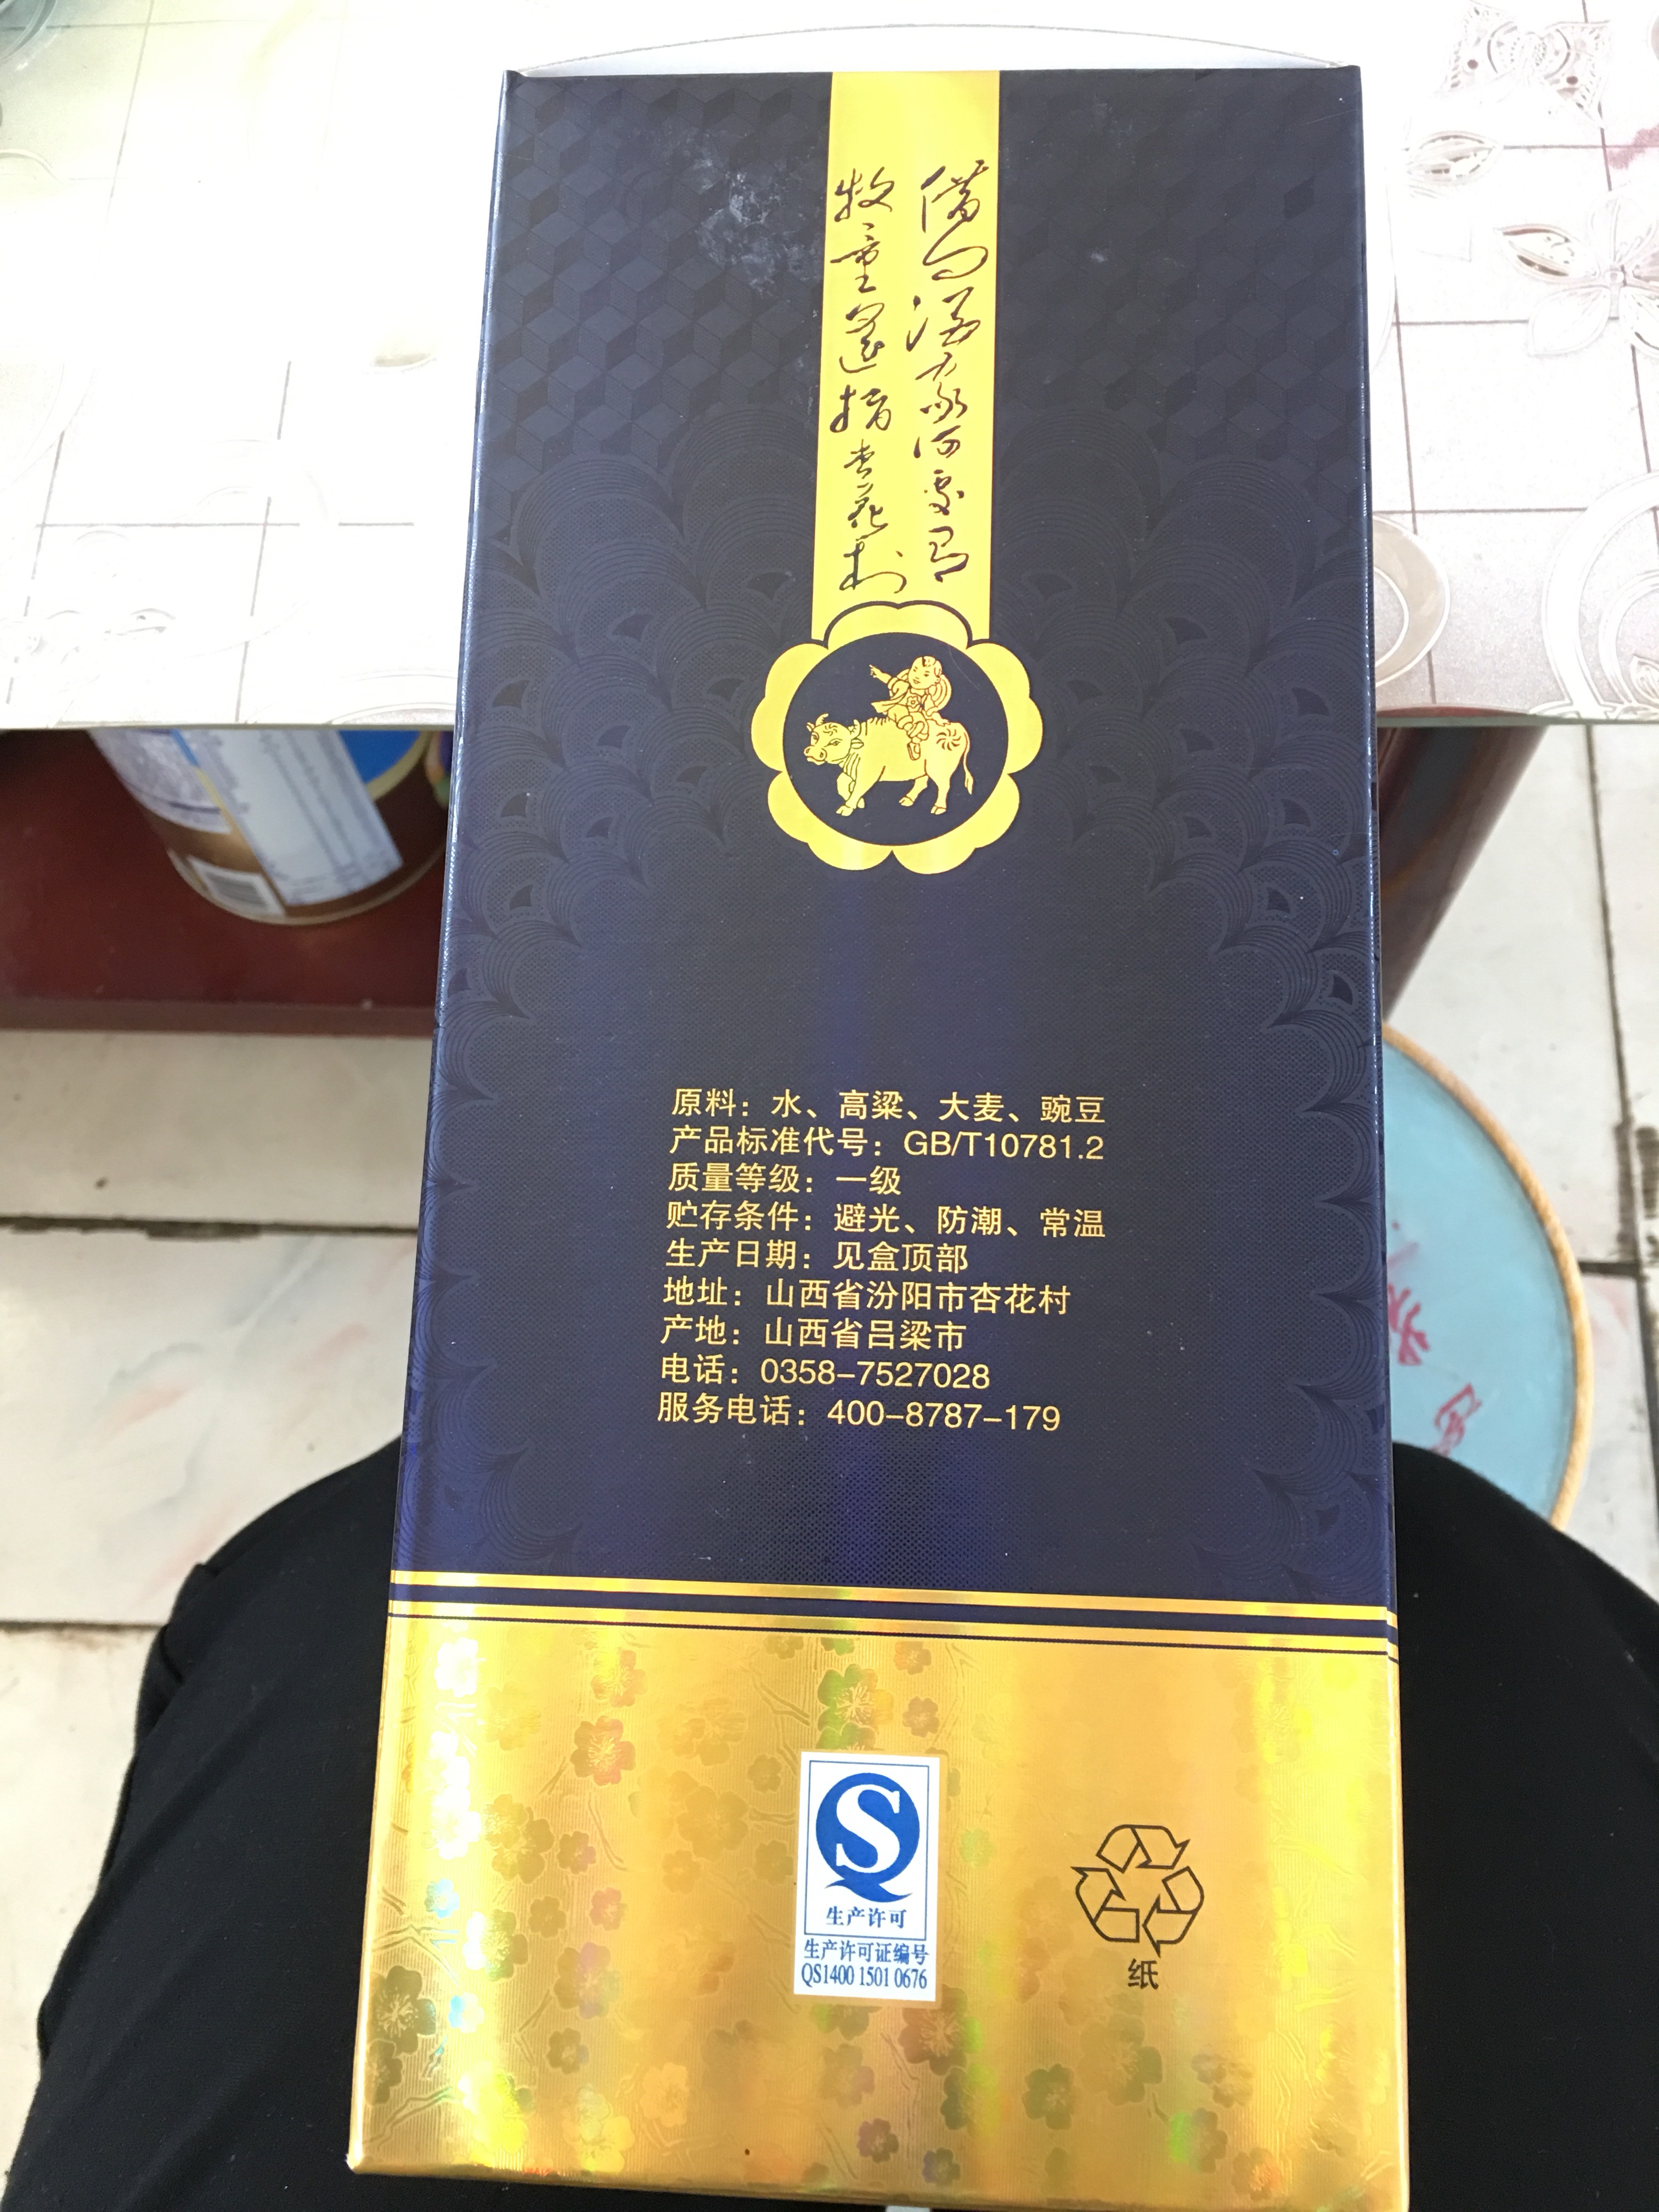 借问酒家何处有
牧童遥指杏花村
原料：水、高粱、大麦、豌豆
产品标准代号：GB/T10781.2
质量等级：一级
贮存条件：避光、防潮、常温
生产日期：见盒顶部
地址：山西省汾阳市杏花村
产地：山西省吕梁市
电话：0358-7527028
服务电话：400-8787-179
生产许可
生产许可证编号
QS1400 1501 0676
纸